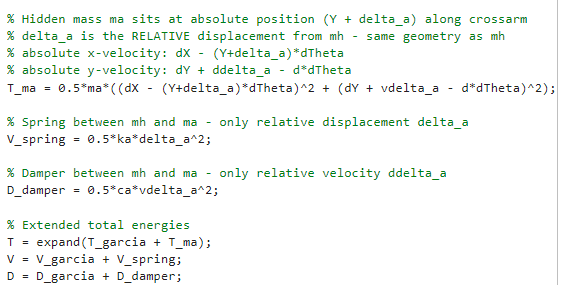 % Hidden mass ma sits at absolute position (Y + delta_a) along crossarm
% delta_a is the RELATIVE displacement from mh - same geometry as mh
% absolute x-velocity: dX - (Y+delta_a)*dTheta
% absolute y-velocity: dY + ddelta_a - d*dTheta
T_ma = 0.5*ma*((dX - (Y+delta_a)*dTheta)^2 + (dY + vdelta_a - d*dTheta)^2);
% Spring between mh and ma - only relative displacement delta_a
V_spring = 0.5*ka*delta_a^2;
% Damper between mh and ma - only relative velocity ddelta_a
D_damper = 0.5*ca*vdelta_a^2;
% Extended total energies
T = expand(T_garcia + T_ma);
V = V_garcia + V_spring;
D = D_garcia + D_damper;